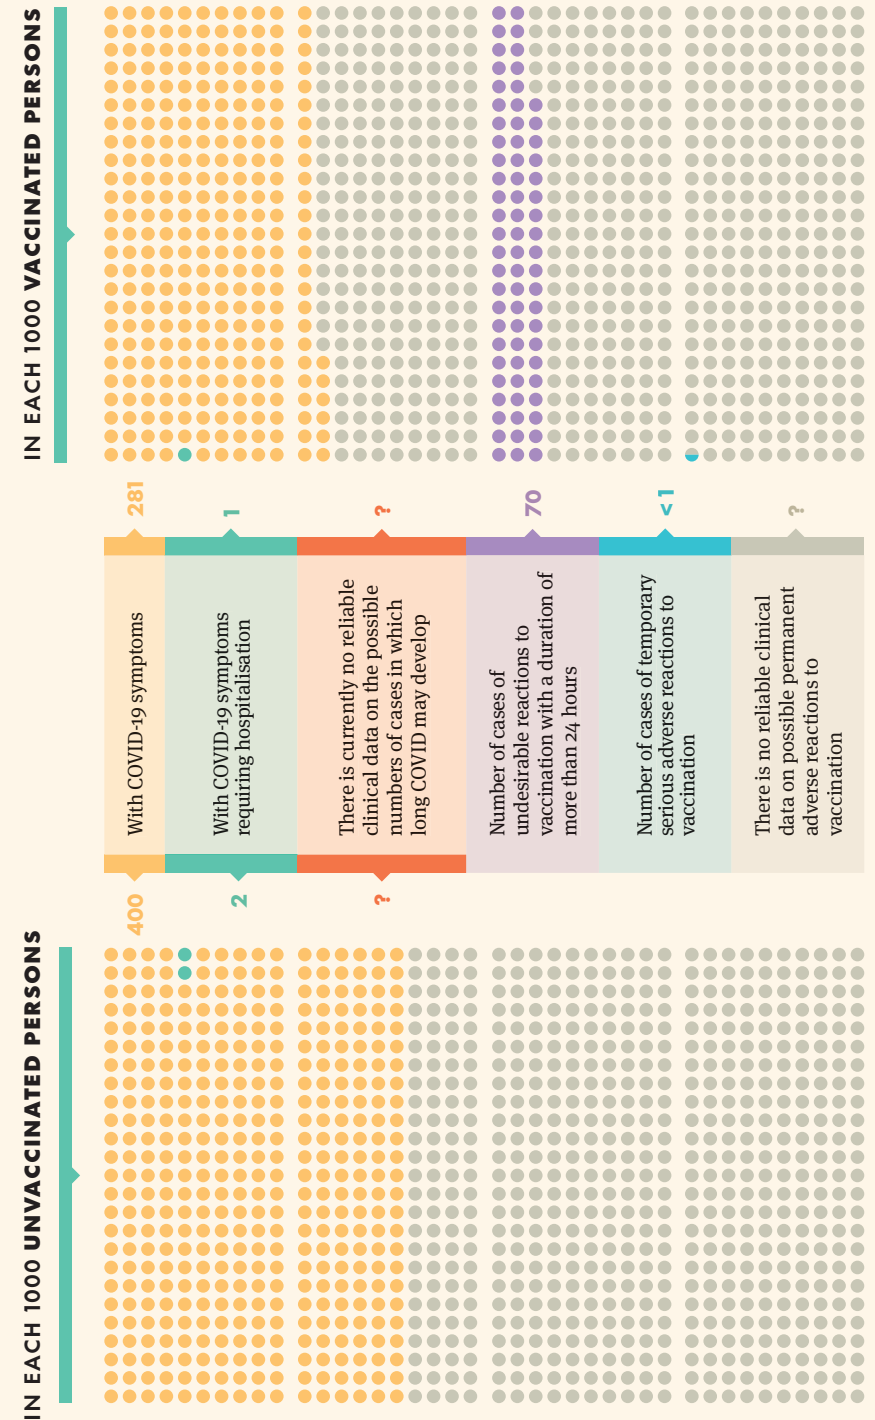 IN EACH 1000 UNVACCINATED PERSONS
IN EACH 1000 VACCINATED PERSONS
400
With COVID-19 symptoms
281
2
With COVID-19 symptoms
requiring hospitalisation
1
?
There is currently no reliable
clinical data on the possible
numbers of cases in which
long COVID may develop
?
Number of cases of
undesirable reactions to
vaccination with a duration of
more than 24 hours
70
Number of cases of temporary
serious adverse reactions to
vaccination
<1
There is no reliable clinical
data on possible permanent
adverse reactions to
vaccination
?